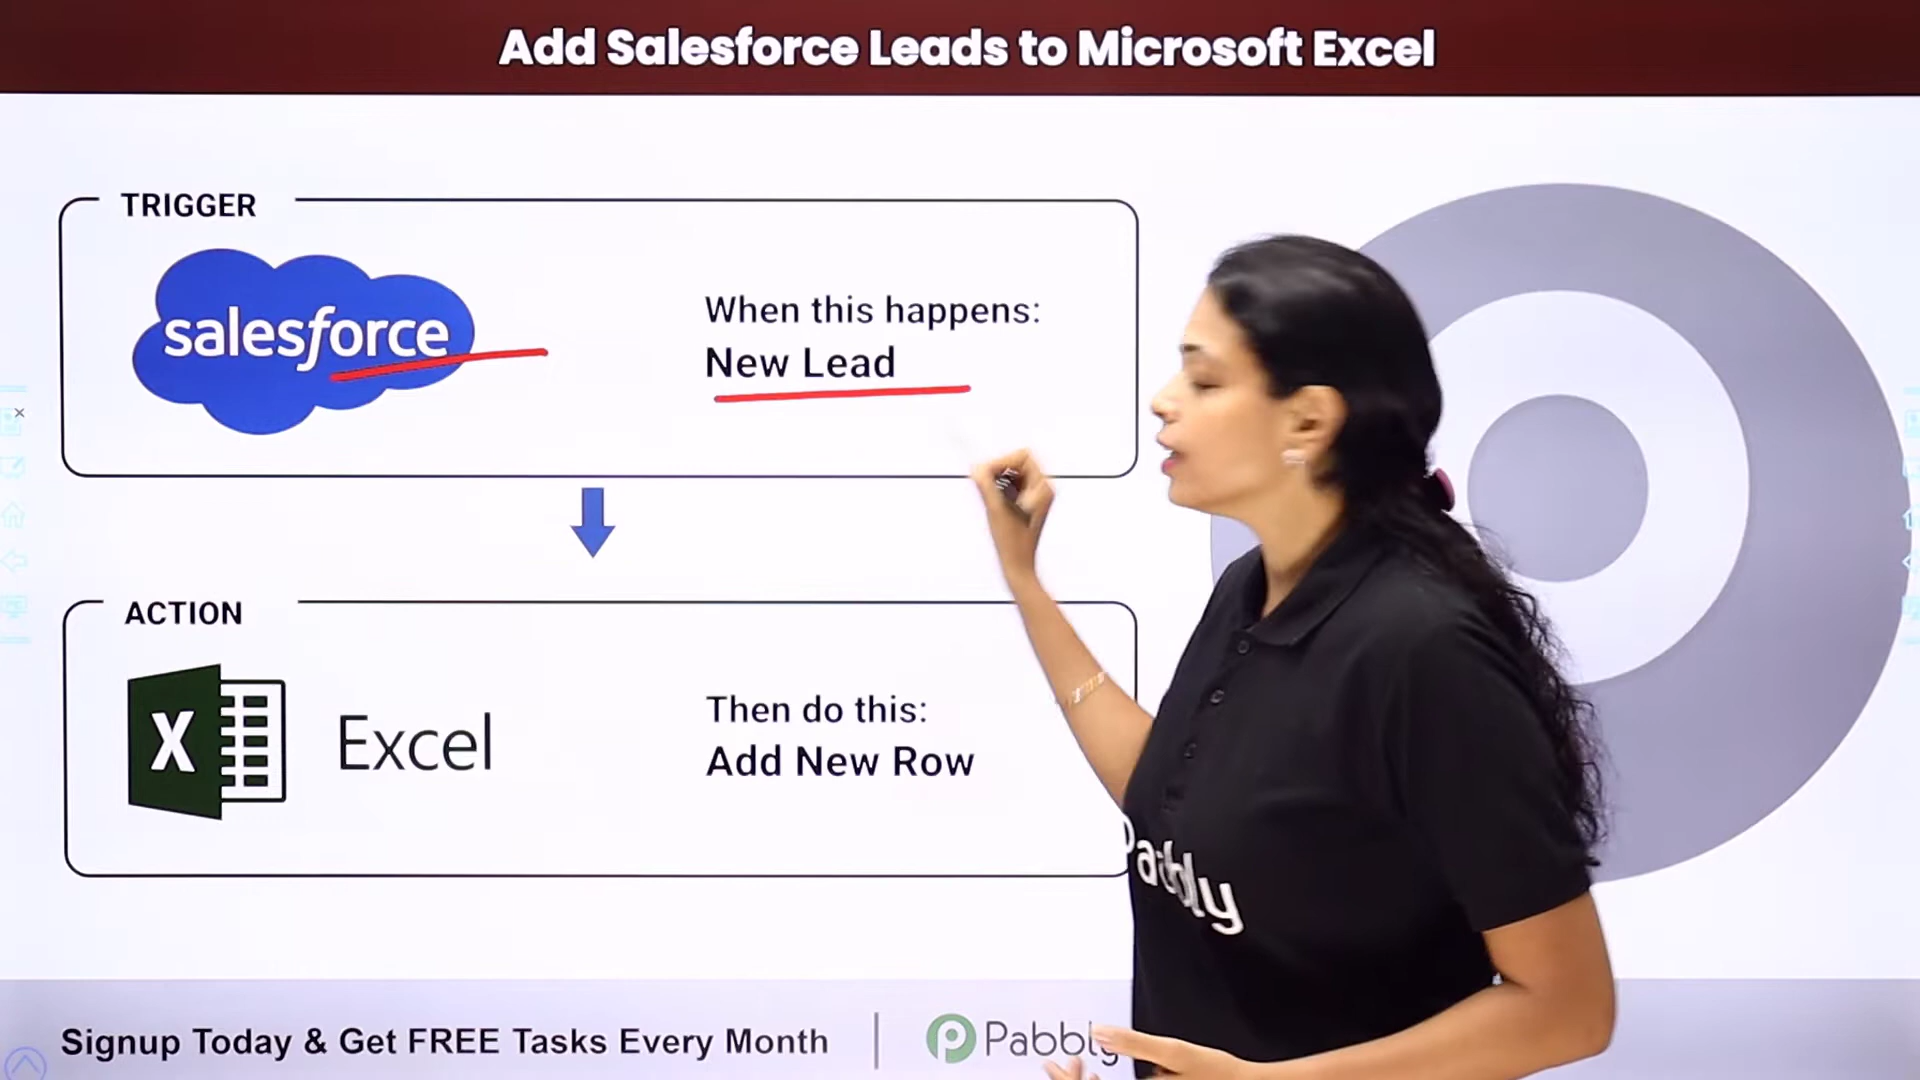 Add Salesforce Leads to Microsoft Excel
TRIGGER
salesforce
When this happens:
New Lead
ACTION
X
Excel
Then do this:
Add New Row
Pabbly
Signup Today & Get FREE Tasks Every Month
Pabbly